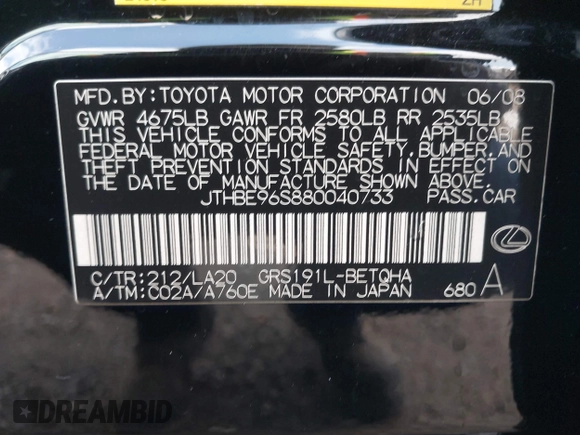 MFD.BY:TOYOTA MOTOR CORPORATION 06/08
GVWR 4675LB GAWR FR 2580LB RR 2535LB
THIS VEHICLE CONFORMS TO ALL APPLICABLE
FEDERAL MOTOR VEHICLE SAFETY, BUMPER, AND
THEFT PREVENTION STANDARDS IN EFFECT ON
THE DATE OF MANUFACTURE SHOWN ABOVE.
JTHBE96S880040733 PASS.CAR
C/TR:212/LA20 GRS191L-BETQHA
A/TM:C02A/A760E MADE IN JAPAN 680 A
DREAMBID